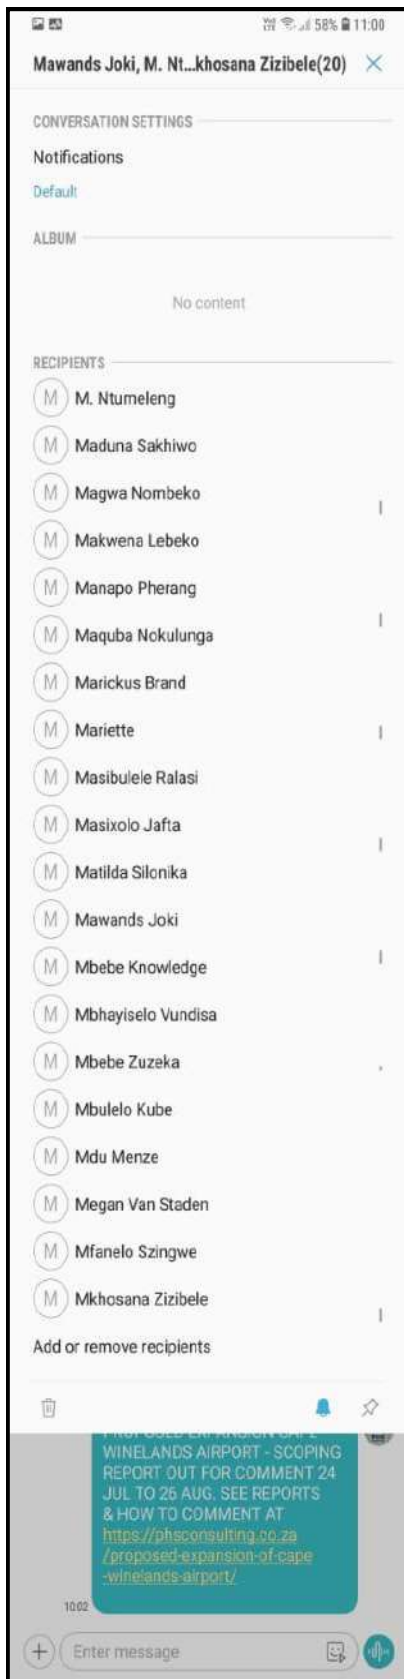 58% 11:00
Mawands Joki, M. Nt...khosana Zizibele(20)
CONVERSATION SETTINGS
Notifications
Default
ALBUM
No content
RECIPIENTS
M M. Ntumeleng
M Maduna Sakhiwo
M Magwa Nombeko
M Makwena Lebeko
M Manapo Pherang
M Maquba Nokulunga
M Marickus Brand
M Mariette
M Masibulele Ralasi
M Masixolo Jafta
M Matilda Silonika
M Mawands Joki
M Mbebe Knowledge
M Mbhayiselo Vundisa
M Mbebe Zuzeka
M Mbulelo Kube
M Mdu Menze
M Megan Van Staden
M Mfanelo Szingwe
M Mkhosana Zizibele
Add or remove recipients
PROPOSED EXPANSION CAPE
WINELANDS AIRPORT - SCOPING
REPORT OUT FOR COMMENT 24
JUL TO 26 AUG. SEE REPORTS
& HOW TO COMMENT AT
https://phsconsulting.co.za
/proposed-expansion-of-cape
-winelands-airport/
10:02
Enter message